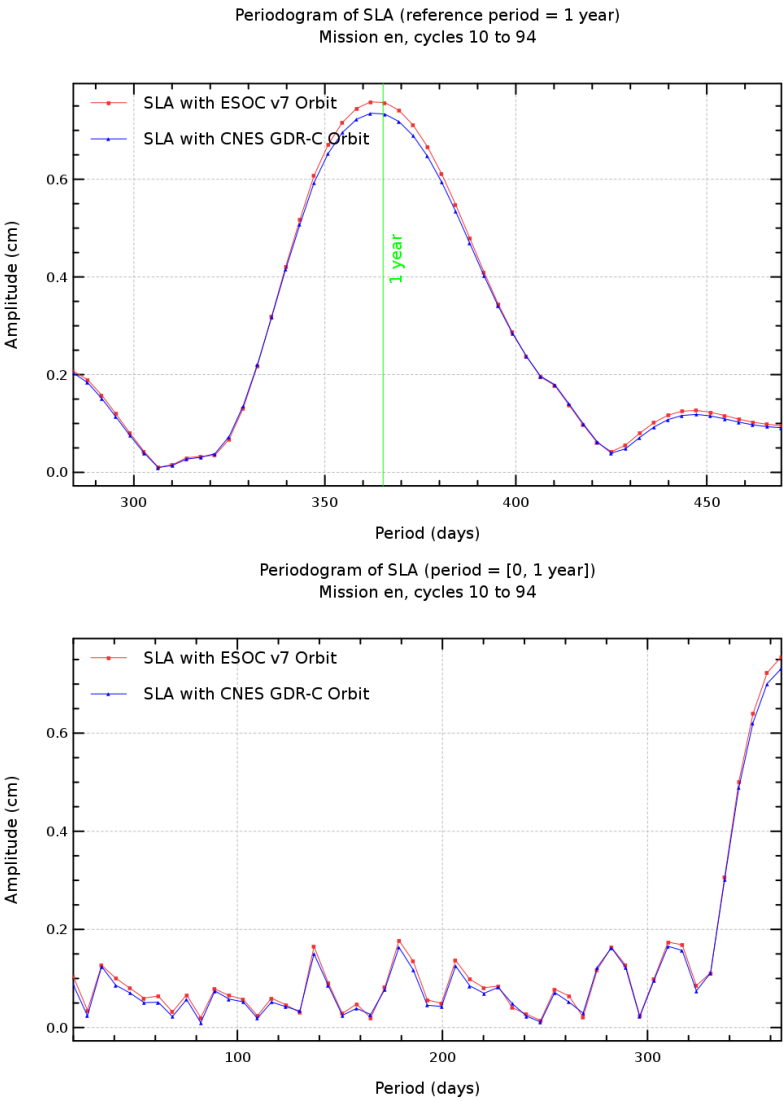 Periodogram of SLA (reference period = 1 year)
Mission en, cycles 10 to 94
SLA with ESOC v7 Orbit
SLA with CNES GDR-C Orbit
1 year
Amplitude (cm)
0.6
0.4
0.2
0.0
300 350 400 450
Period (days)
Periodogram of SLA (period = [0, 1 year])
Mission en, cycles 10 to 94
SLA with ESOC v7 Orbit
SLA with CNES GDR-C Orbit
Amplitude (cm)
0.6
0.4
0.2
0.0
100 200 300
Period (days)